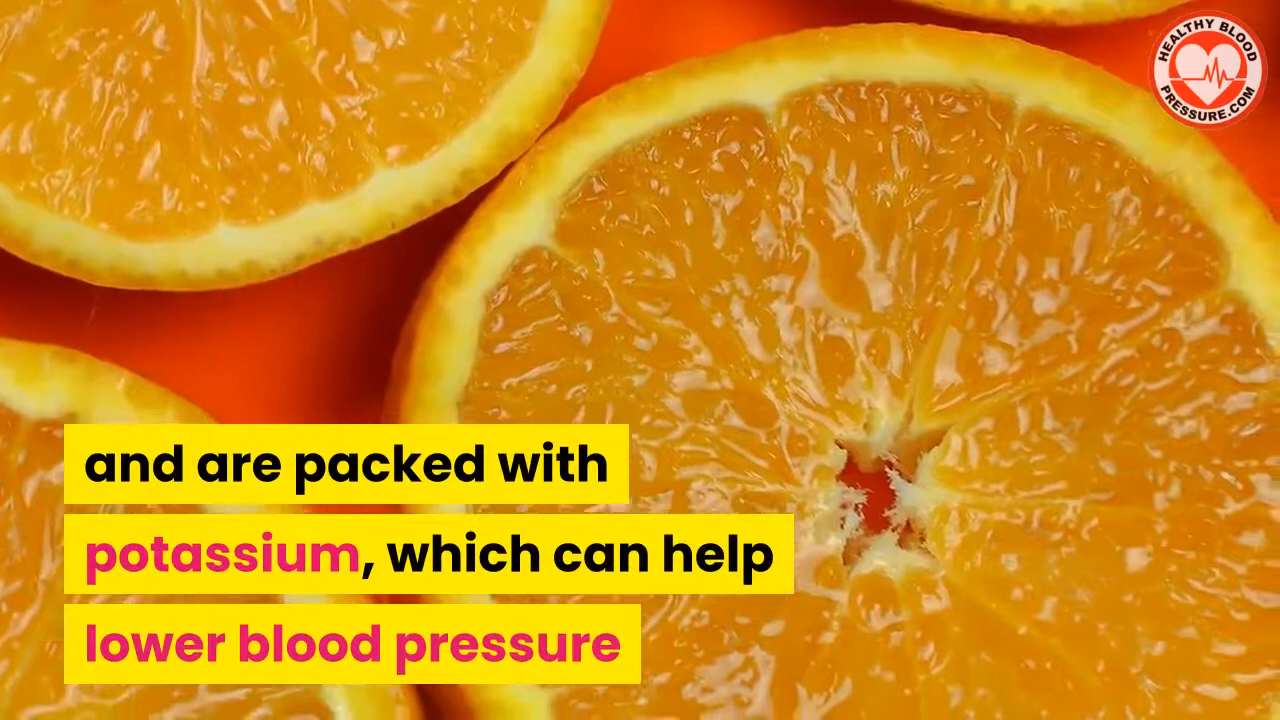 HEALTHY BLOOD
PRESSURE.COM
and are packed with
potassium, which can help
lower blood pressure